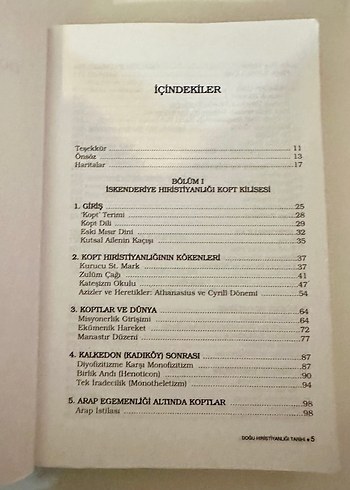 İÇİNDEKİLER
Teşekkür 11
Önsöz 13
Haritalar 17
BÖLÜM I
İSKENDERİYE HIRİSTİYANLIĞI KOPT KİLİSESİ
1. GİRİŞ 25
'Kopt' Terimi 28
Kopt Dili 29
Eski Mısır Dini 32
Kutsal Ailenin Kaçışı 35
2. KOPT HIRİSTİYANLIĞININ KÖKENLERİ 37
Kurucu St. Mark 37
Zulüm Çağı 41
Kateşizm Okulu 47
Azizler ve Heretikler: Athanasius ve Cyrill Dönemi 54
3. KOPTLAR VE DÜNYA 64
Misyonerlik Girişimi 64
Ekümenik Hareket 72
Manastır Düzeni 77
4. KALKEDON (KADIKÖY) SONRASI 87
Diyofizitizme Karşı Monofizitizm 87
Birlik Andı (Henoticon) 90
Tek İradecilik (Monotheletizm) 94
5. ARAP EGEMENLİĞİ ALTINDA KOPTLAR 98
Arap İstilası 98
DOĞU HIRİSTİYANLIĞI TARİHİ • 5